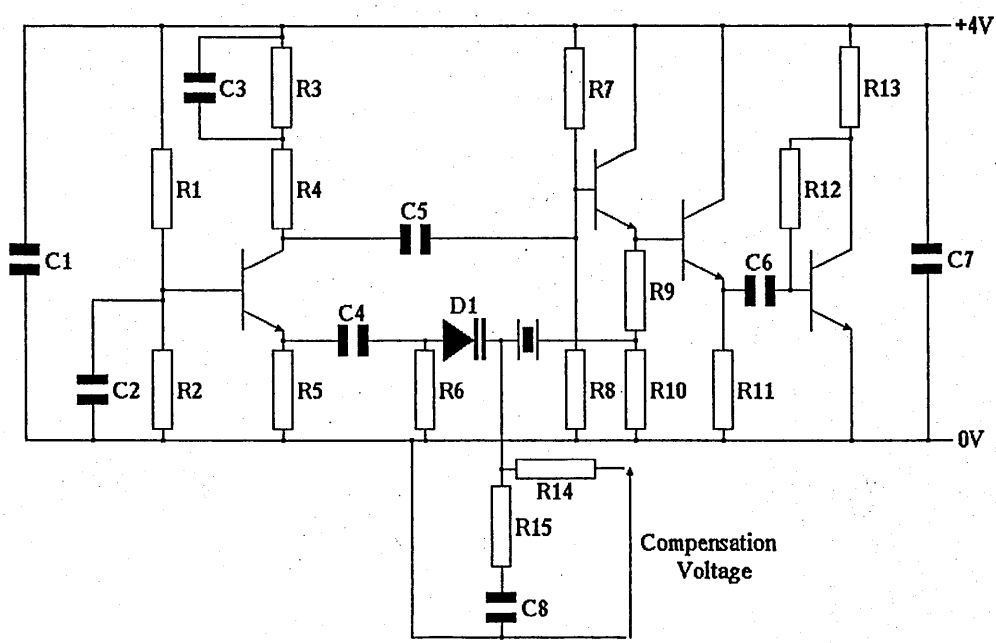 +4V
C3
R3
R7
R13
R1
R4
R12
C5
C1
C6
C7
R9
C4
D1
C2
R2
R5
R6
R8
R10
R11
0V
R14
R15
Compensation
Voltage
C8